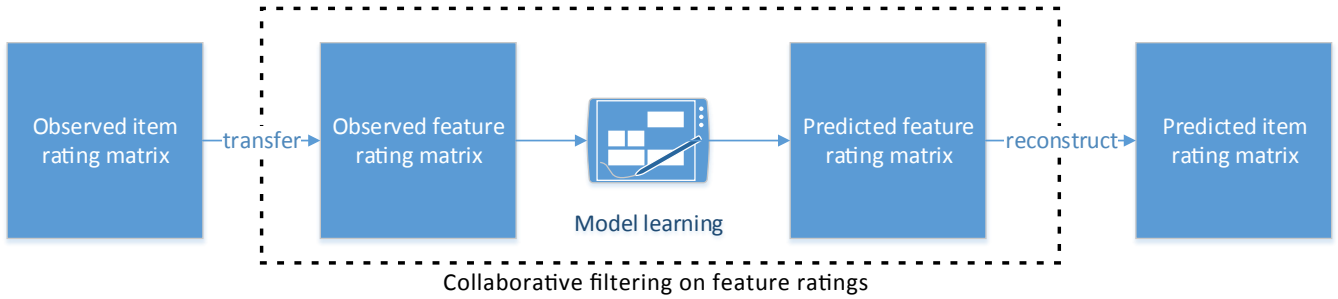 Observed item
rating matrix
transfer
Observed feature
rating matrix
Model learning
Predicted feature
rating matrix
reconstruct
Predicted item
rating matrix
Collaborative filtering on feature ratings